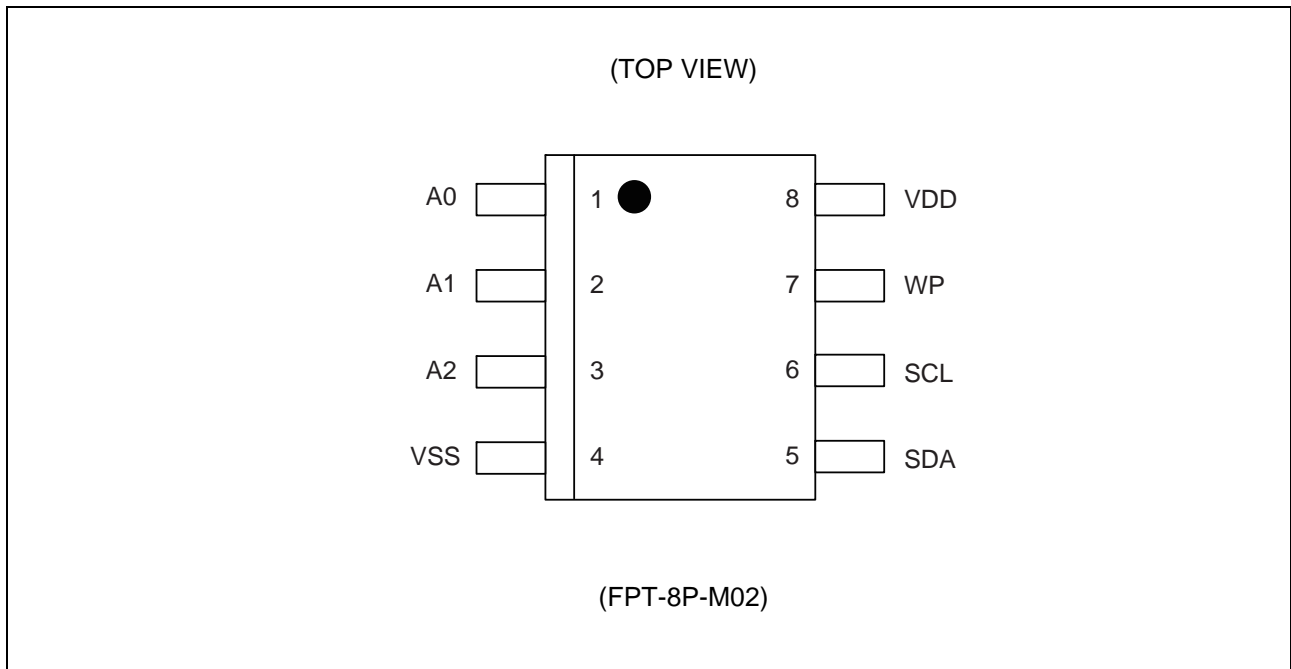 (TOP VIEW)
A0 1 8 VDD
A1 2 7 WP
A2 3 6 SCL
VSS 4 5 SDA
(FPT-8P-M02)